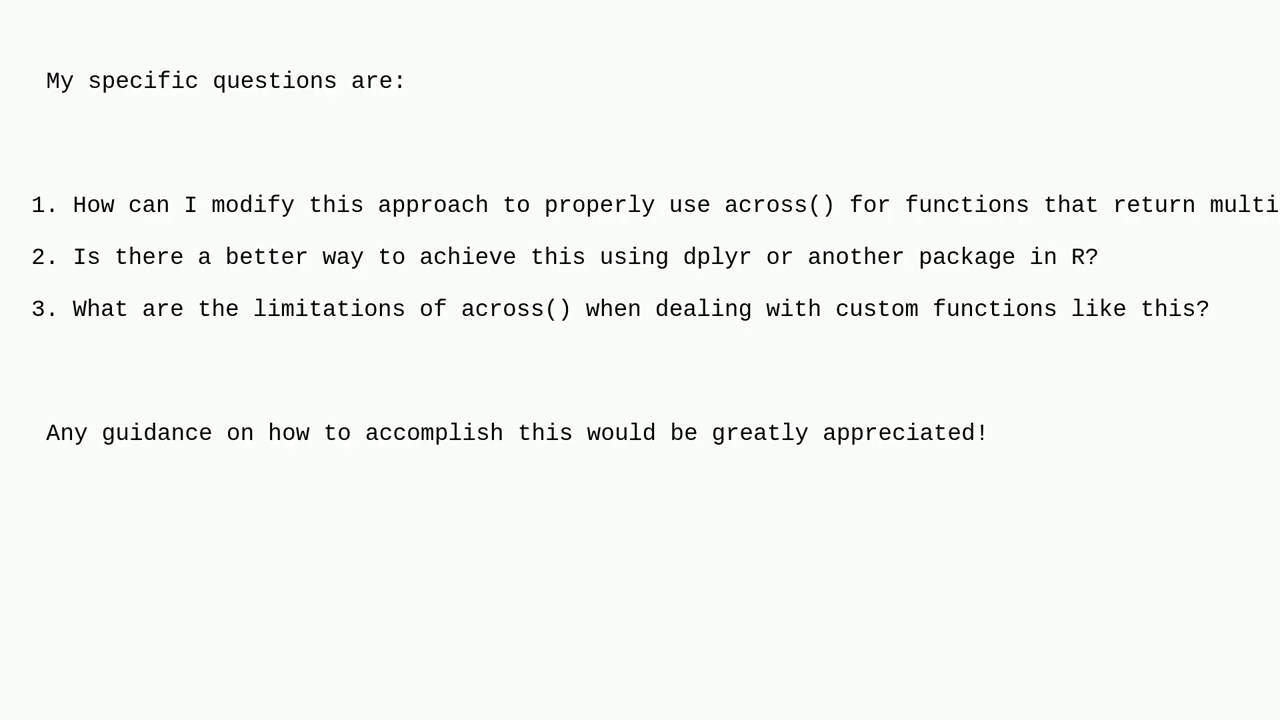 My specific questions are:
1. How can I modify this approach to properly use across() for functions that return multi
2. Is there a better way to achieve this using dplyr or another package in R?
3. What are the limitations of across() when dealing with custom functions like this?
Any guidance on how to accomplish this would be greatly appreciated!